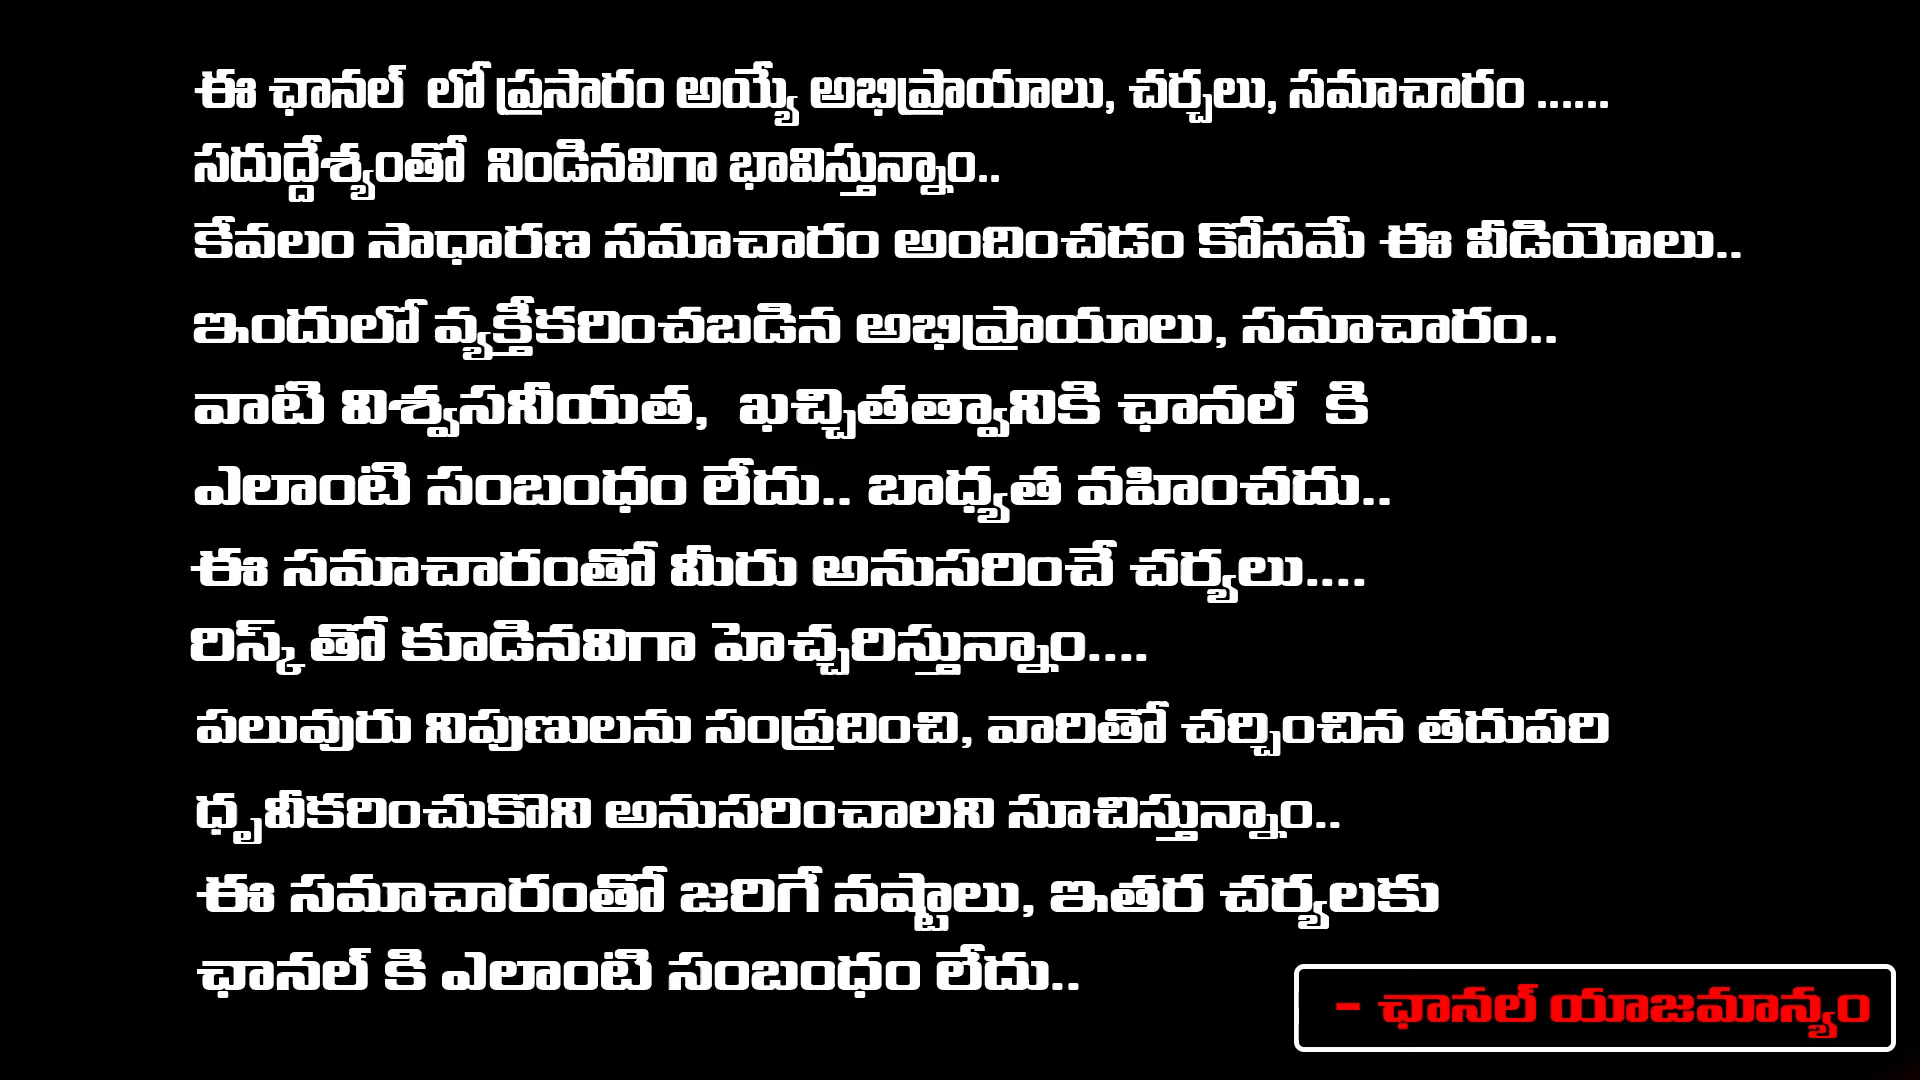 ఈ ఛానల్ లో ప్రసారం అయ్యే అభిప్రాయాలు, చర్చలు, సమాచారం ......
సదుద్దేశ్యంతో నిండినవిగా భావిస్తున్నాం..
కేవలం సాధారణ సమాచారం అందించడం కోసమే ఈ వీడియోలు..
ఇందులో వ్యక్తీకరించబడిన అభిప్రాయాలు, సమాచారం..
వాటి విశ్వసనీయత, ఖచ్చితత్వానికి ఛానల్ కి
ఎలాంటి సంబంధం లేదు.. బాధ్యత వహించదు..
ఈ సమాచారంతో మీరు అనుసరించే చర్యలు....
రిస్క్ తో కూడినవిగా హెచ్చరిస్తున్నాం....
పలువురు నిపుణులను సంప్రదించి, వారితో చర్చించిన తదుపరి
ధృవీకరించుకొని అనుసరించాలని సూచిస్తున్నాం..
ఈ సమాచారంతో జరిగే నష్టాలు, ఇతర చర్యలకు
ఛానల్ కి ఎలాంటి సంబంధం లేదు..
- ఛానల్ యాజమాన్యం